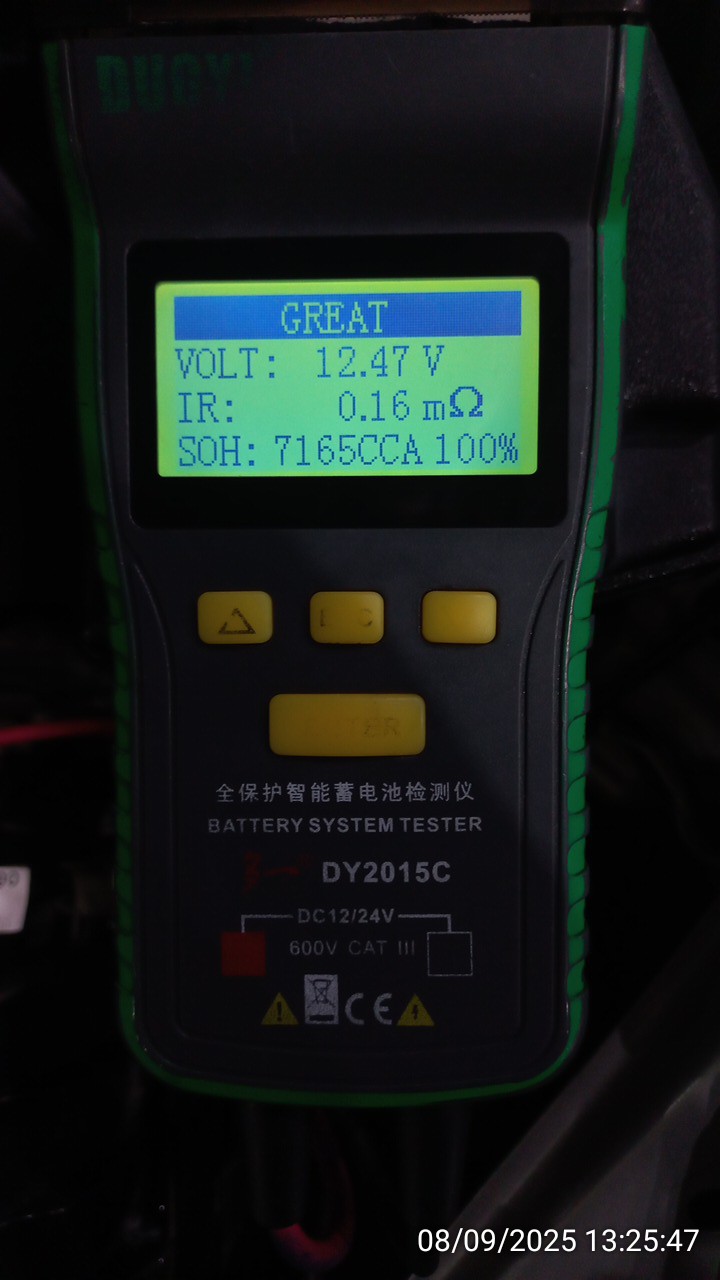 DUOYI
GREAT
VOLT: 12.47 V
IR: 0.16 mΩ
SOH: 7165CCA 100%
全保护智能蓄电池检测仪
BATTERY SYSTEM TESTER
DY2015C
DC12/24V
600V CAT III
CE
08/09/2025 13:25:47